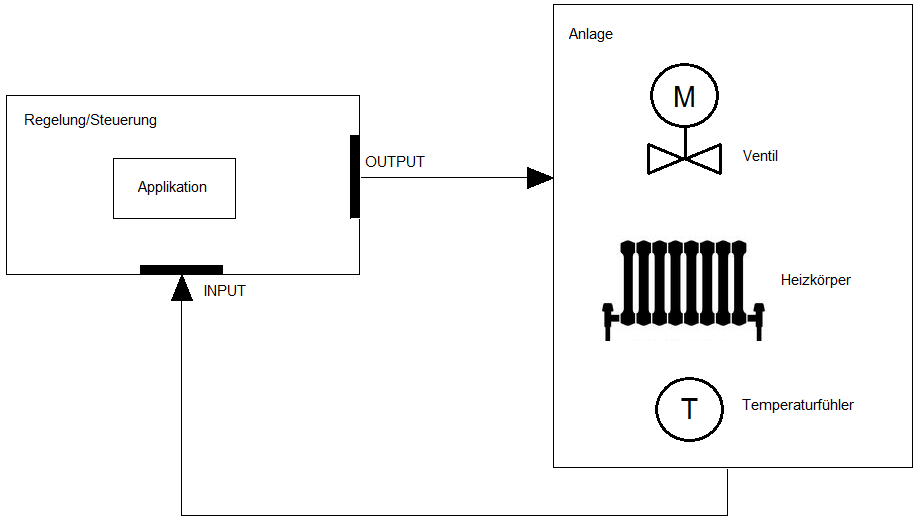 Anlage
M
Regelung/Steuerung
OUTPUT
Ventil
Applikation
Heizkörper
INPUT
T
Temperaturfühler